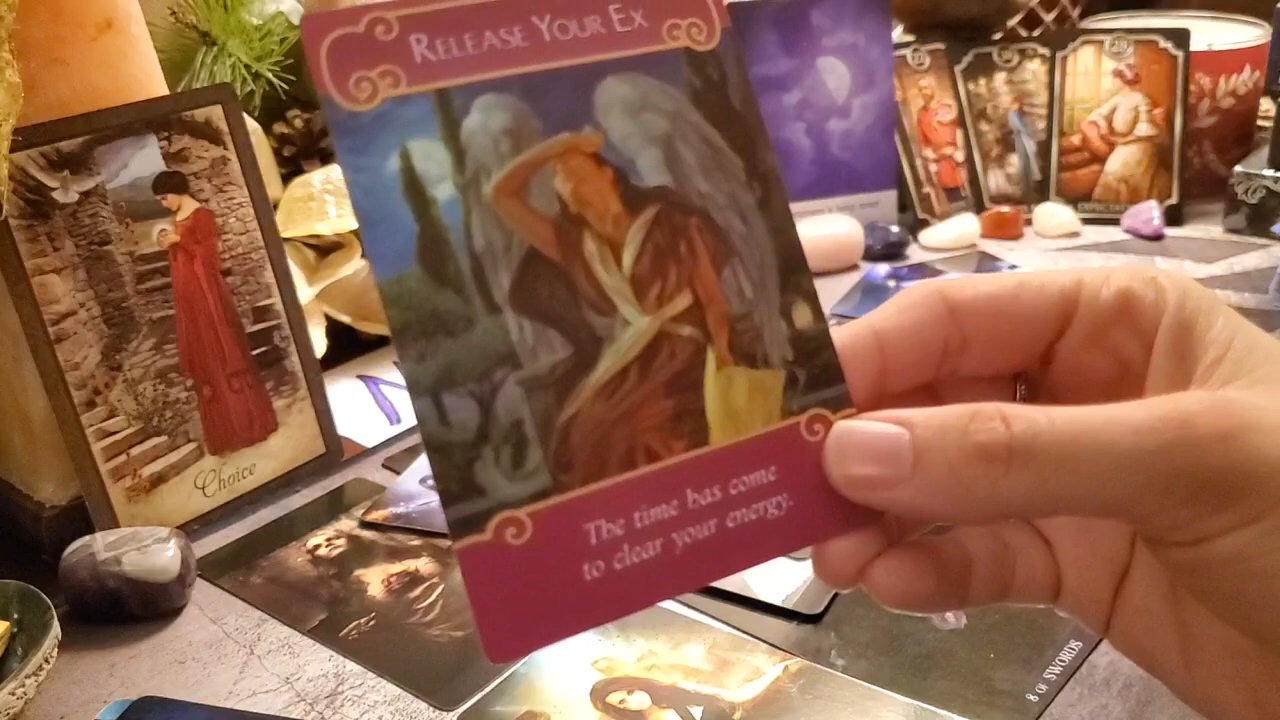 RELEASE YOUR EX
The time has come
to clear your energy.
Choice
8 OF SWORDS